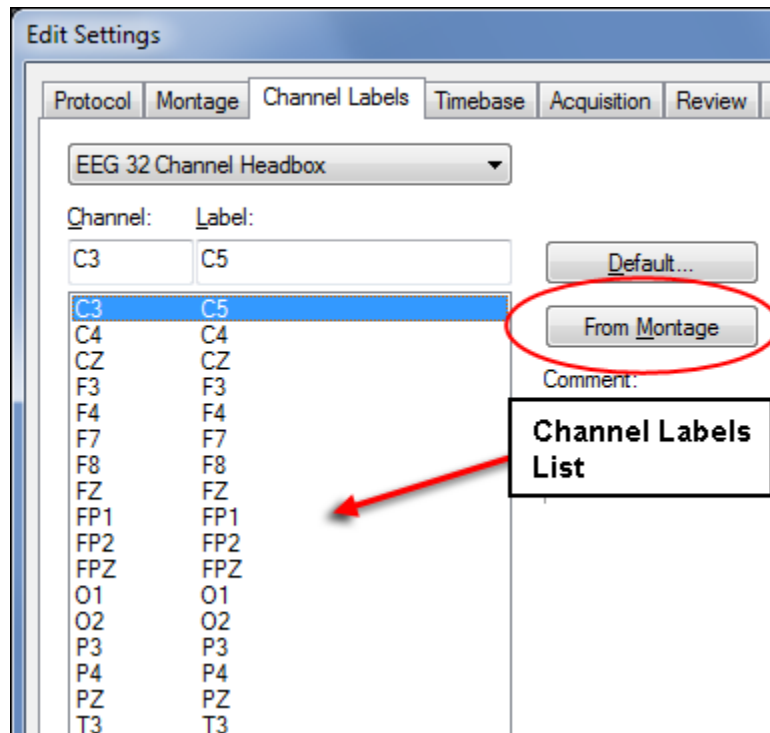 Edit Settings
Protocol Montage Channel Labels Timebase Acquisition Review
EEG 32 Channel Headbox
Channel: Label:
C3 C5
Default...
C3 C5
From Montage
C4 C4
CZ CZ
Comment:
F3 F3
F4 F4
Channel Labels
List
F7 F7
F8 F8
FZ FZ
FP1 FP1
FP2 FP2
FPZ FPZ
O1 O1
O2 O2
P3 P3
P4 P4
PZ PZ
T3 T3